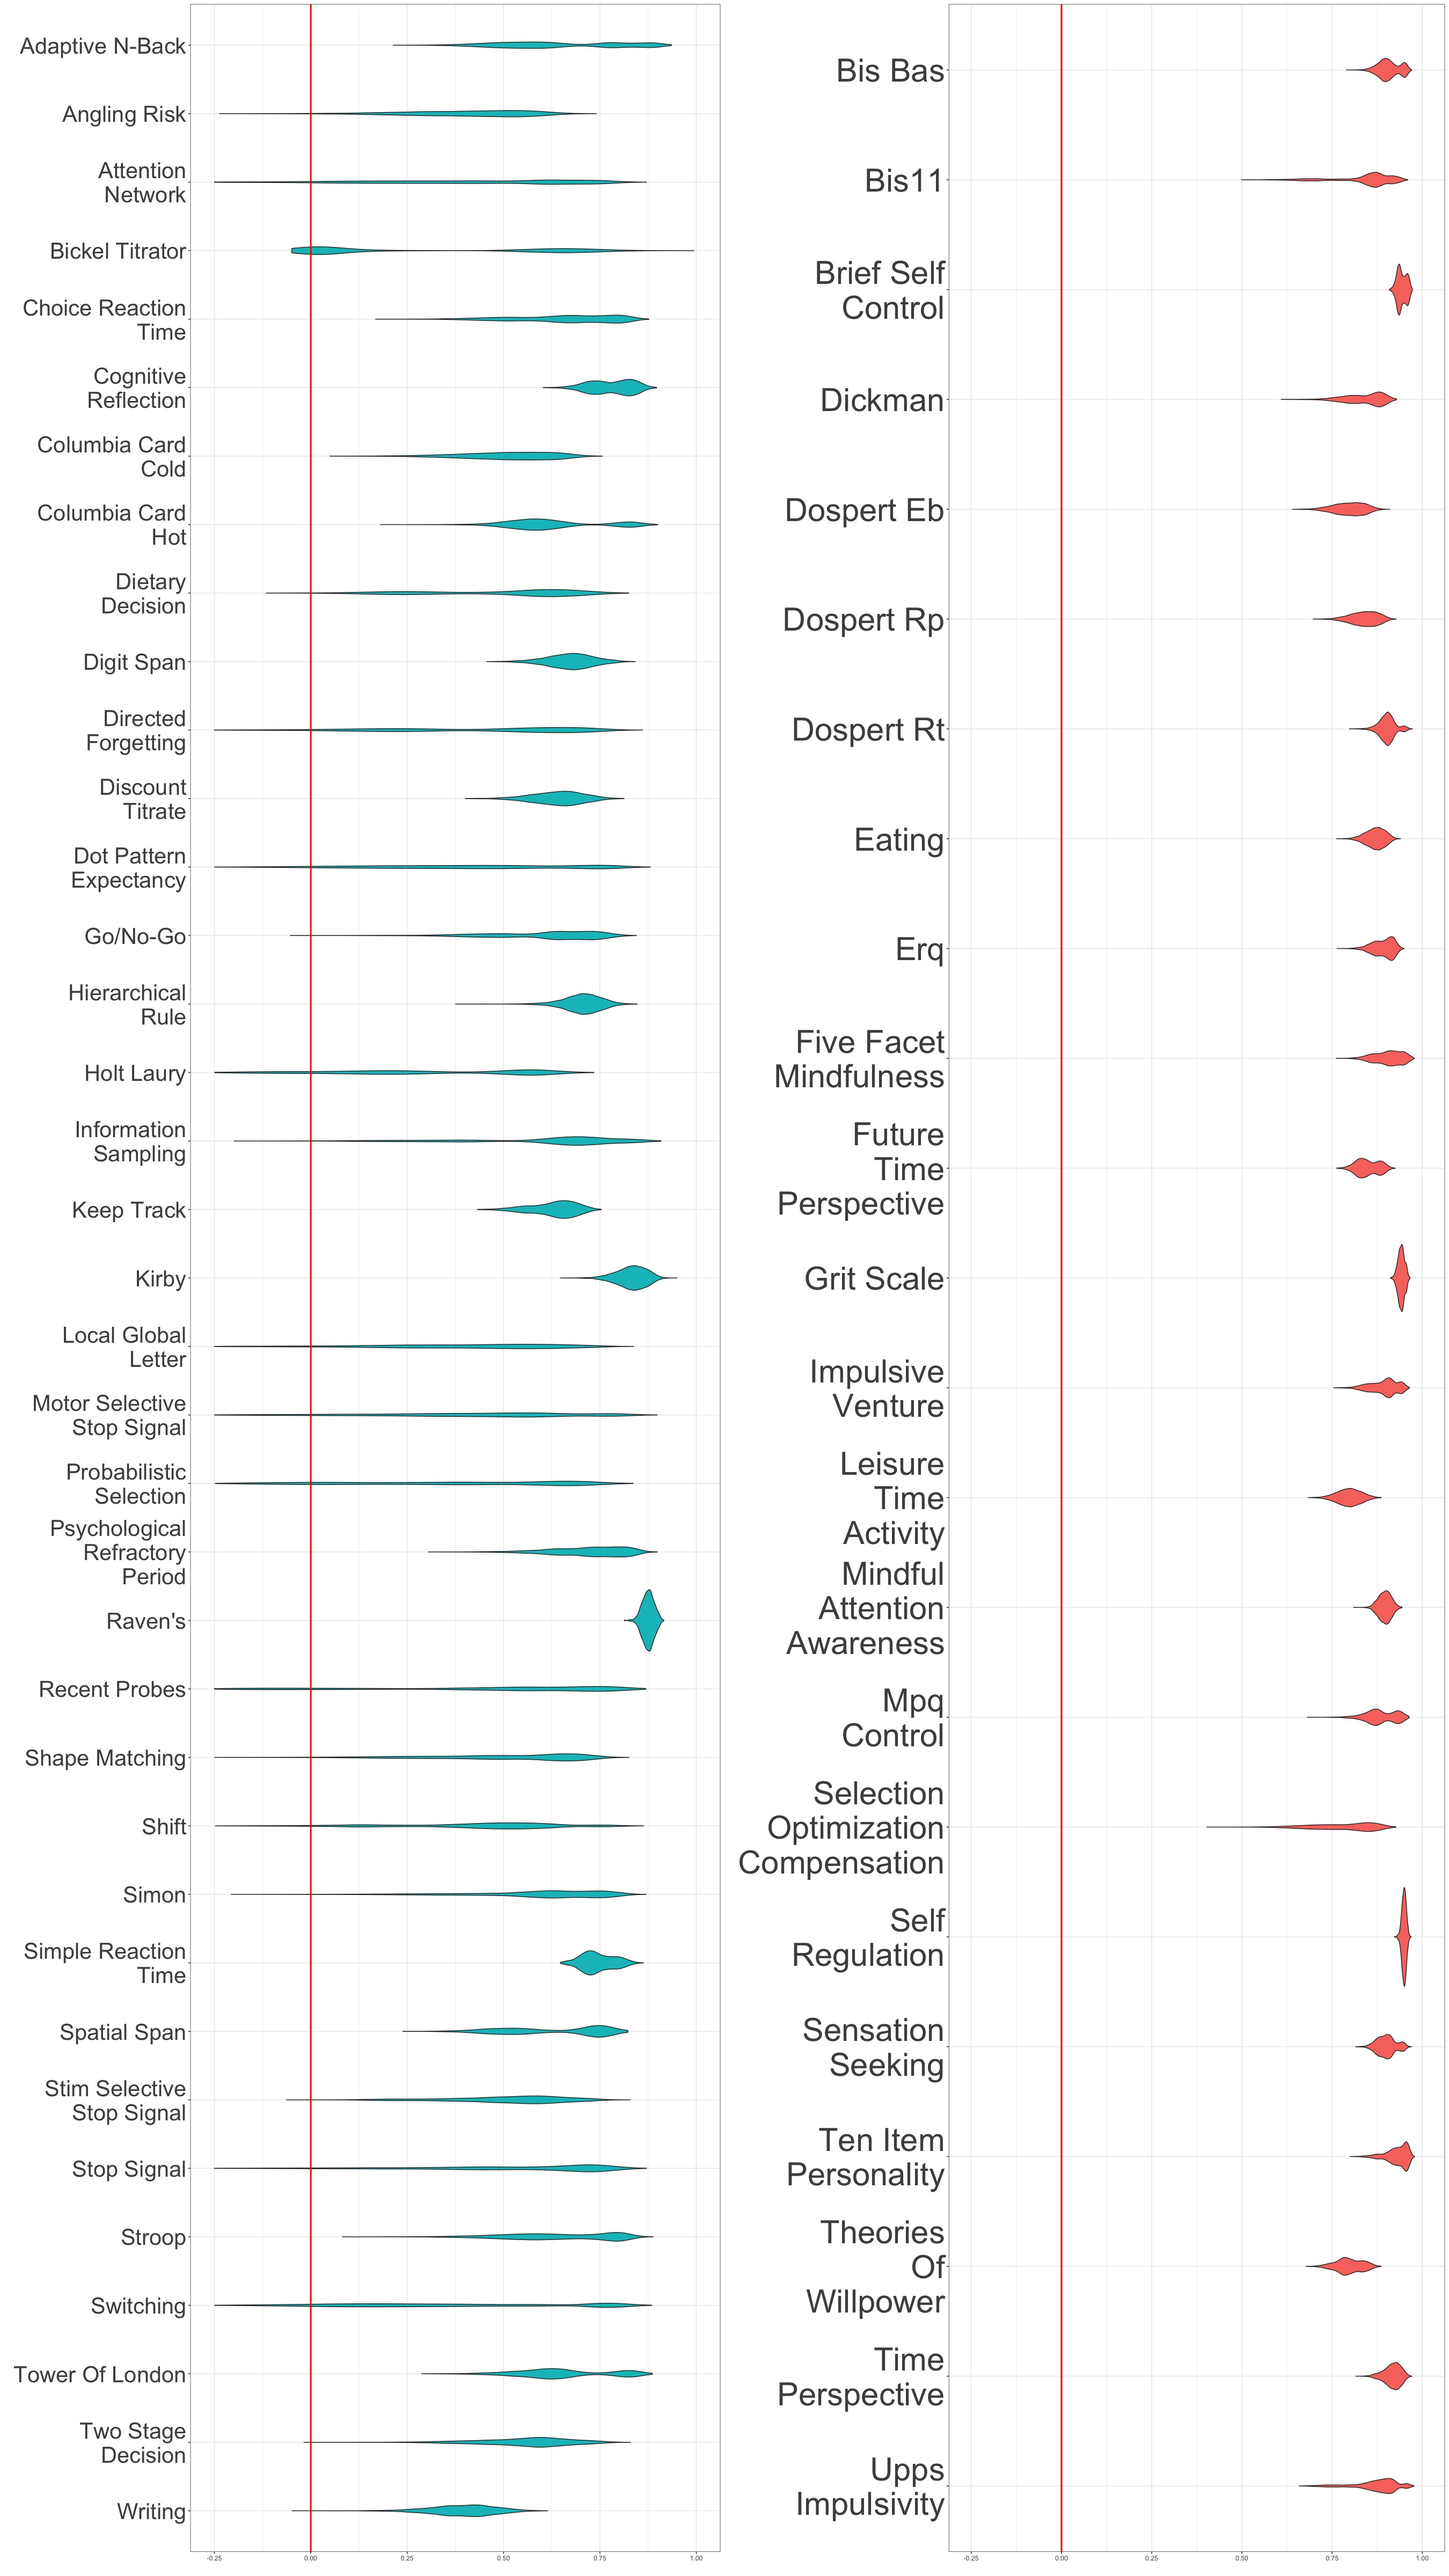 Adaptive N-Back
Angling Risk
Attention
Network
Bickel Titrator
Choice Reaction
Time
Cognitive
Reflection
Columbia Card
Cold
Columbia Card
Hot
Dietary
Decision
Digit Span
Directed
Forgetting
Discount
Titrate
Dot Pattern
Expectancy
Go/No-Go
Hierarchical
Rule
Holt Laury
Information
Sampling
Keep Track
Kirby
Local Global
Letter
Motor Selective
Stop Signal
Probabilistic
Selection
Psychological
Refractory
Period
Raven's
Recent Probes
Shape Matching
Shift
Simon
Simple Reaction
Time
Spatial Span
Stim Selective
Stop Signal
Stop Signal
Stroop
Switching
Tower Of London
Two Stage
Decision
Writing
-0.25 0.00 0.25 0.50 0.75 1.00
Bis Bas
Bis11
Brief Self
Control
Dickman
Dospert Eb
Dospert Rp
Dospert Rt
Eating
Erq
Five Facet
Mindfulness
Future
Time
Perspective
Grit Scale
Impulsive
Venture
Leisure
Time
Activity
Mindful
Attention
Awareness
Mpq
Control
Selection
Optimization
Compensation
Self
Regulation
Sensation
Seeking
Ten Item
Personality
Theories
Of
Willpower
Time
Perspective
Upps
Impulsivity
-0.25 0.00 0.25 0.50 0.75 1.00